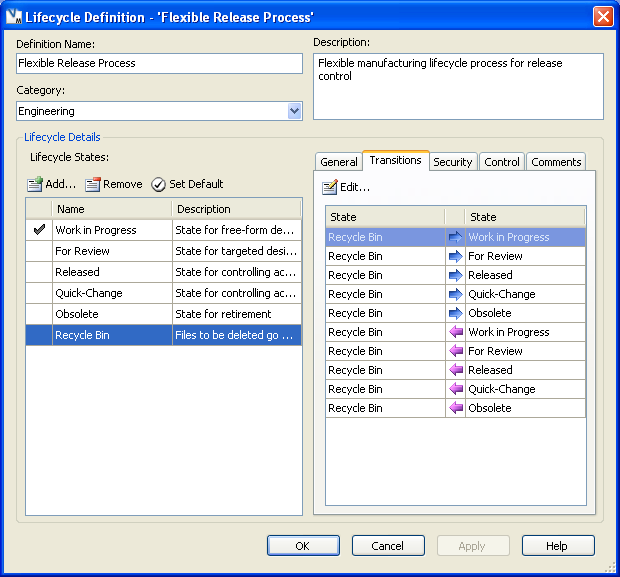 Lifecycle Definition - 'Flexible Release Process'
Definition Name:
Flexible Release Process
Category:
Engineering
Description:
Flexible manufacturing lifecycle process for release
control
Lifecycle Details
Lifecycle States:
Add... Remove Set Default
Name Description
Work in Progress State for free-form de...
For Review State for targeted desi...
Released State for controlling ac...
Quick-Change State for controlling ac...
Obsolete State for retirement
Recycle Bin Files to be deleted go ...
General Transitions Security Control Comments
Edit...
State State
Recycle Bin Work in Progress
Recycle Bin For Review
Recycle Bin Released
Recycle Bin Quick-Change
Recycle Bin Obsolete
Recycle Bin Work in Progress
Recycle Bin For Review
Recycle Bin Released
Recycle Bin Quick-Change
Recycle Bin Obsolete
OK Cancel Apply Help